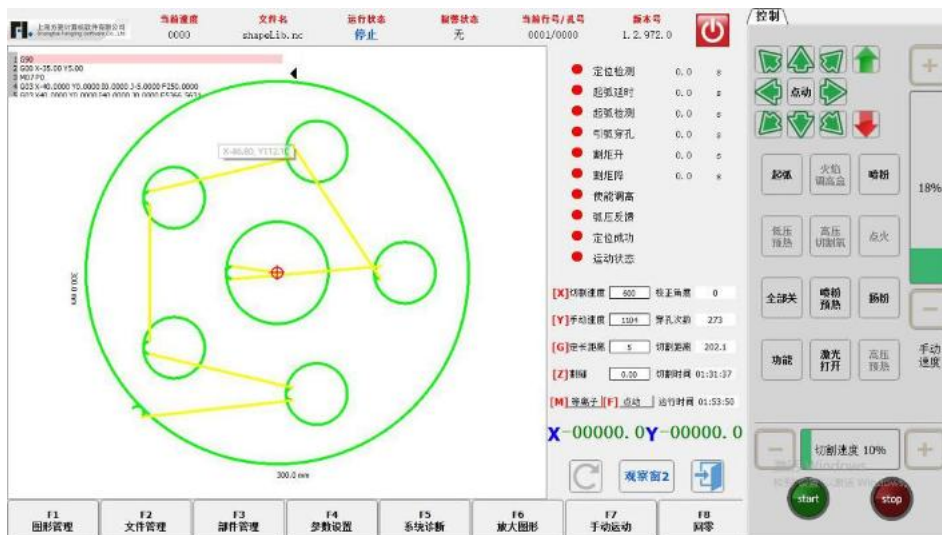 上海方菱计算机软件有限公司
当前速度 文件名 运行状态 报警状态 当前行号/孔号 版本号
0000 shapeLib.nc 停止 无 0001/0000 1.2.972.0
控制
1 G90
2 G00 X-35.00 Y5.00
3 M07 P0
4 G03 X-40.0000 Y0.0000 I0.0000 J-5.0000 F250.0000
定位检测 0.0 s
起弧延时 0.0 s
起弧检测 0.0 s
引弧穿孔 0.0 s
割炬升 0.0 s
割炬降 0.0 s
使能调高
弧压反馈
定位成功
运动状态
300.0 mm
300.0 mm
[X]切割速度 600 校正角度 0
[Y]手动速度 1104 穿孔次数 273
[G]定长距离 5 切割距离 202.1
[Z]割缝 0.00 切割时间 01:31:37
[M] 等离子 [F] 点动 运行时间 01:53:50
X-00000.0Y-00000.0
观察窗2
点动
起弧 火焰调高盒 喷粉
低压预热 高压切割氧 点火
全部关 喷粉预热 肠粉
功能 激光打开 高压预热
18%
手动速度
切割速度 10%
start stop
F1 F2 F3 F4 F5 F6 F7 F8
图形管理 文件管理 部件管理 参数设置 系统诊断 放大图形 手动运动 回零